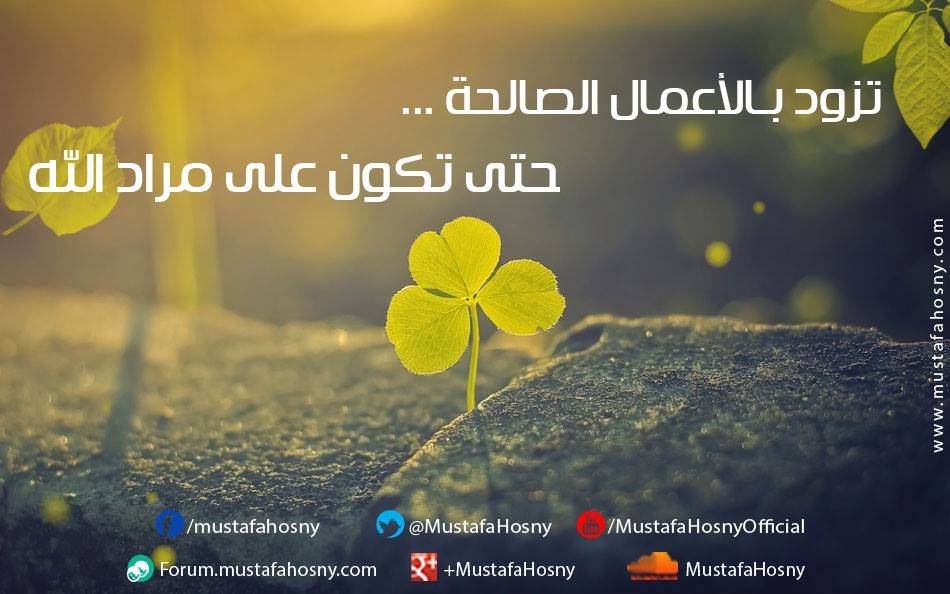 تزود بالأعمال الصالحة ...
حتى تكون على مراد الله
www.mustafahosny.com
/mustafahosny @MustafaHosny /MustafaHosnyOfficial
Forum.mustafahosny.com +MustafaHosny MustafaHosny